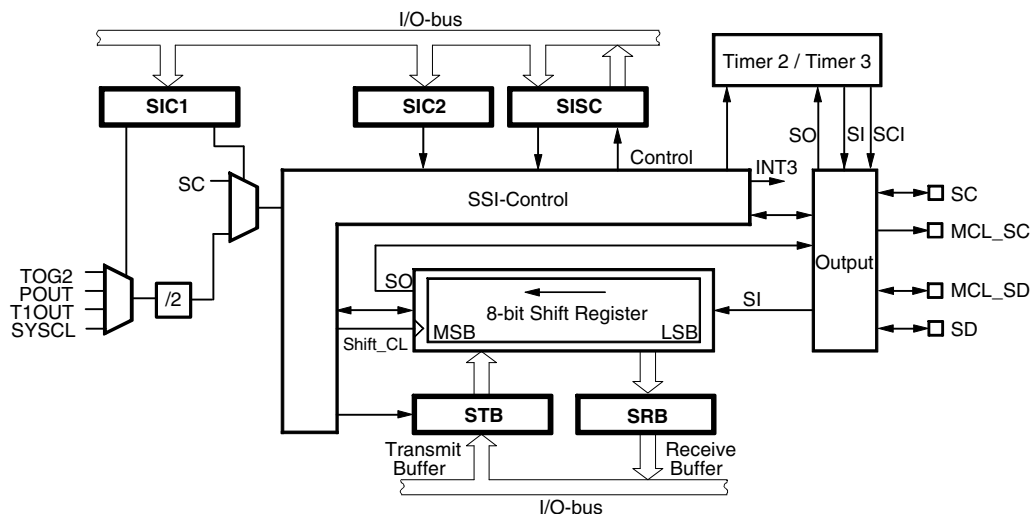 I/O-bus
Timer 2 / Timer 3
SIC1
SIC2
SISC
SO
SI
SCI
Control
INT3
SC
SSI-Control
SC
MCL_SC
Output
TOG2
POUT
T1OUT
SYSCL
/2
SO
8-bit Shift Register
MSB
LSB
SI
MCL_SD
SD
Shift_CL
STB
SRB
Transmit
Buffer
Receive
Buffer
I/O-bus